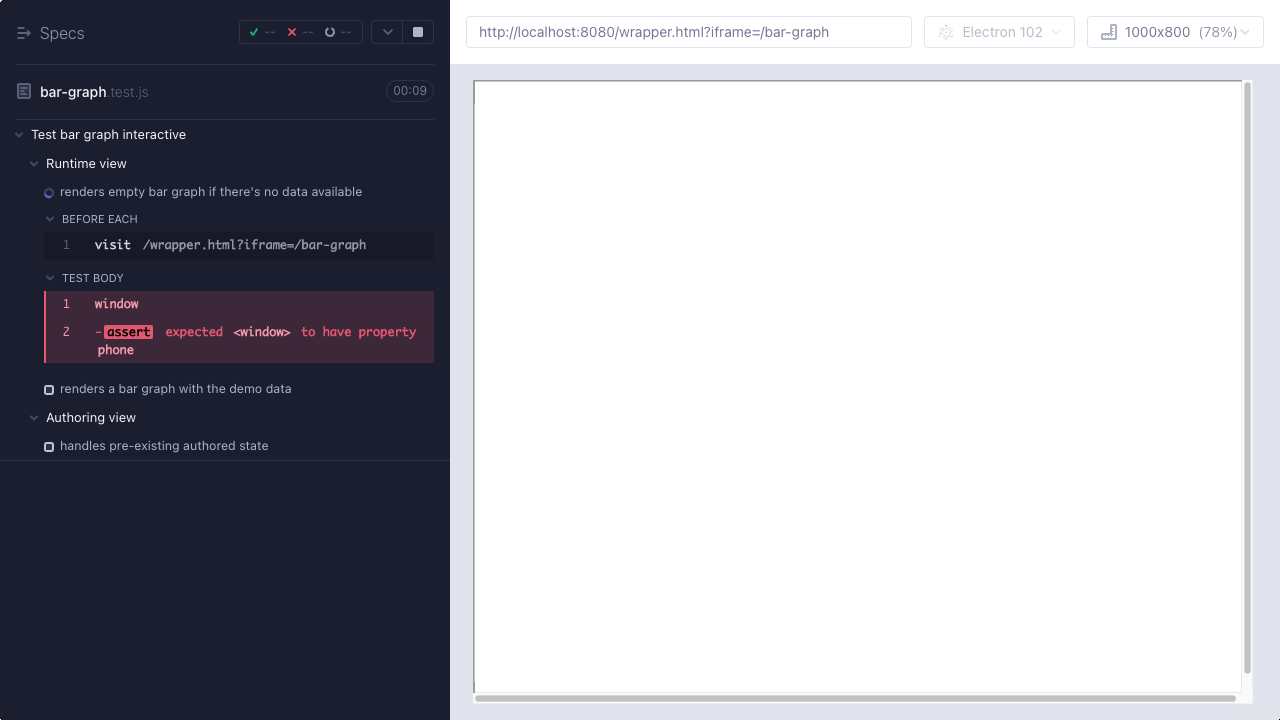 Specs
--
--
--
http://localhost:8080/wrapper.html?iframe=/bar-graph
Electron 102
1000x800 (78%)
bar-graph.test.js
00:09
Test bar graph interactive
Runtime view
renders empty bar graph if there's no data available
BEFORE EACH
1 visit /wrapper.html?iframe=/bar-graph
TEST BODY
1 window
2 -assert expected <window> to have property
phone
renders a bar graph with the demo data
Authoring view
handles pre-existing authored state